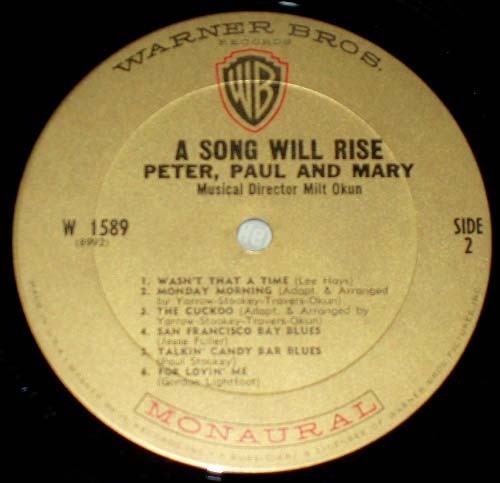 WARNER BROS.
RECORDS
WB
A SONG WILL RISE
PETER, PAUL AND MARY
Musical Director Milt Okun
W 1589
SIDE
2
1. WASN'T THAT A TIME (Lee Hays)
2. MONDAY MORNING (Adapt. & Arranged
by Yarrow-Stookey-Travers-Okun)
3. THE CUCKOO (Adapt. & Arranged by
Yarrow-Stookey-Travers-Okun)
4. SAN FRANCISCO BAY BLUES
(Jesse Fuller)
5. TALKIN' CANDY BAR BLUES
(Paul Stookey)
6. FOR LOVIN' ME
(Gordon Lightfoot)
MONAURAL